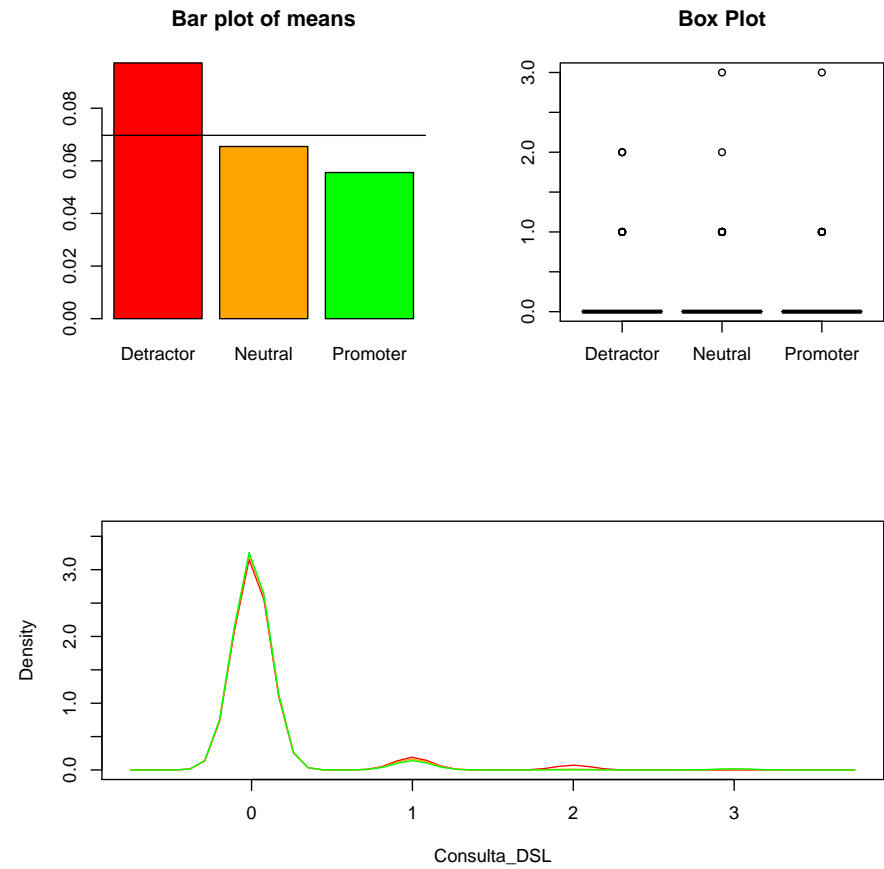 Bar plot of means
0.00
0.02
0.04
0.06
0.08
Detractor Neutral Promoter
Box Plot
0.0
1.0
2.0
3.0
Detractor Neutral Promoter
Density
0.0
1.0
2.0
3.0
0 1 2 3
Consulta_DSL